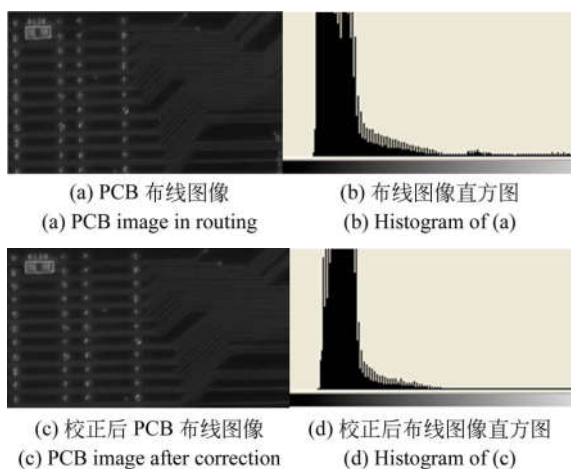 (a) PCB 布线图像
(a) PCB image in routing
(b) 布线图像直方图
(b) Histogram of (a)
(c) 校正后 PCB 布线图像
(c) PCB image after correction
(d) 校正后布线图像直方图
(d) Histogram of (c)